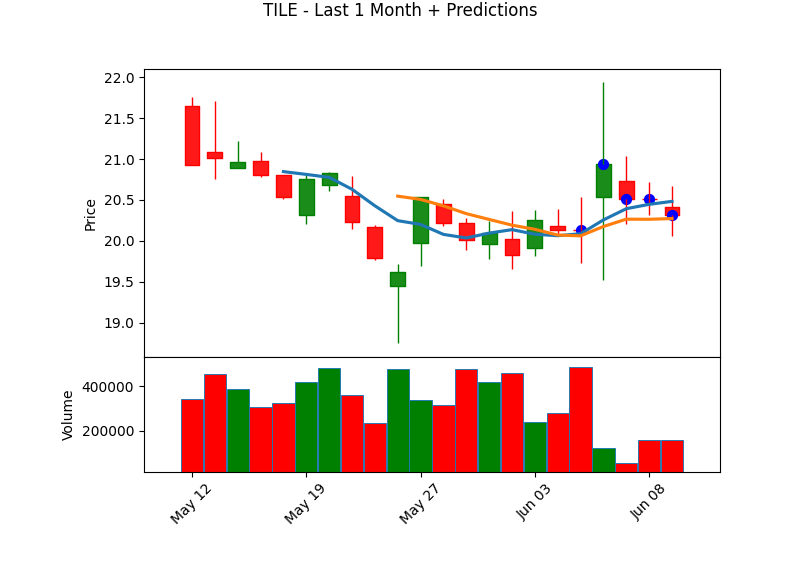 TILE - Last 1 Month + Predictions
22.0
21.5
21.0
20.5
20.0
19.5
19.0
Price
400000
200000
Volume
May 12
May 19
May 27
Jun 03
Jun 08